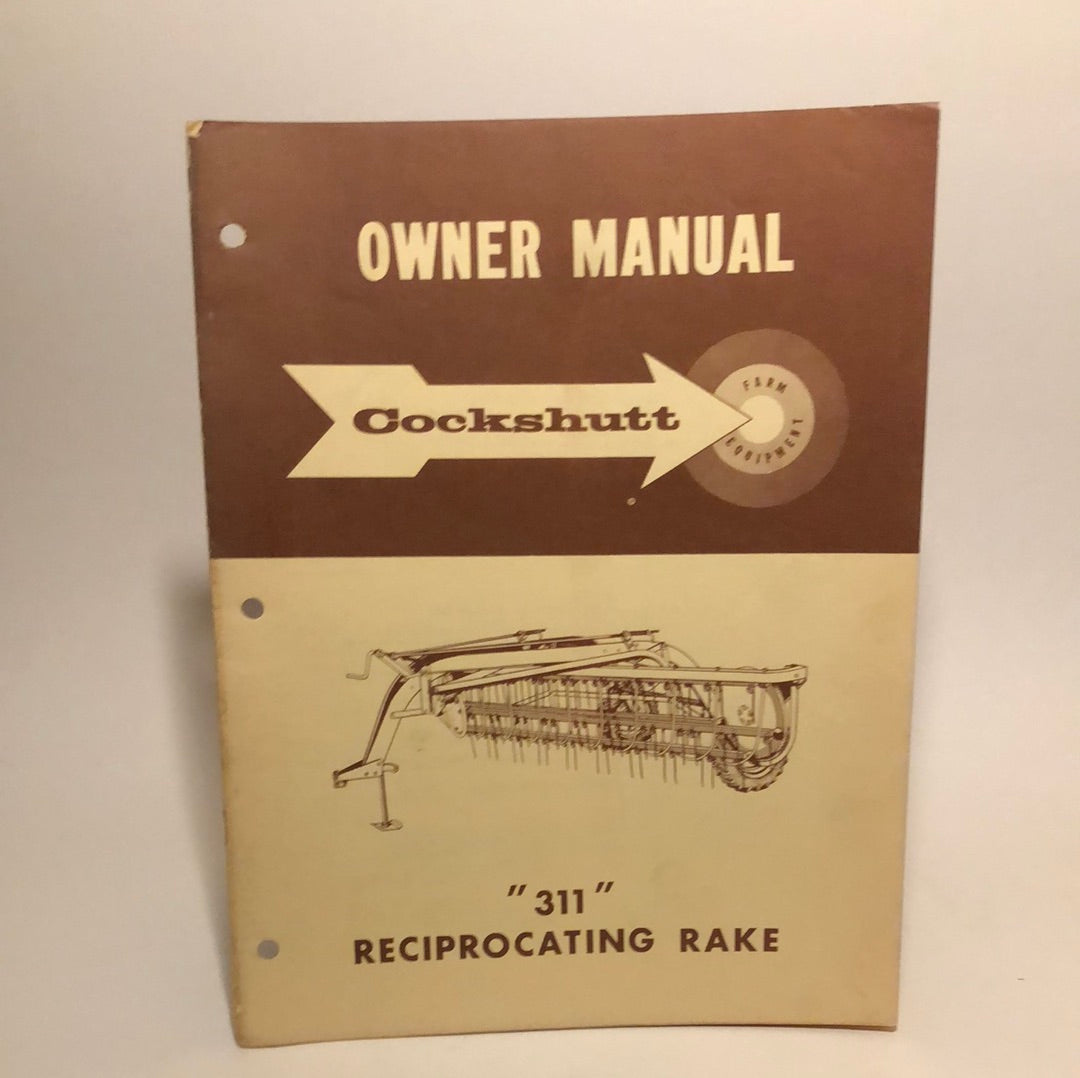 OWNER MANUAL
Cockshutt
FARM
EQUIPMENT
"311"
RECIPROCATING RAKE